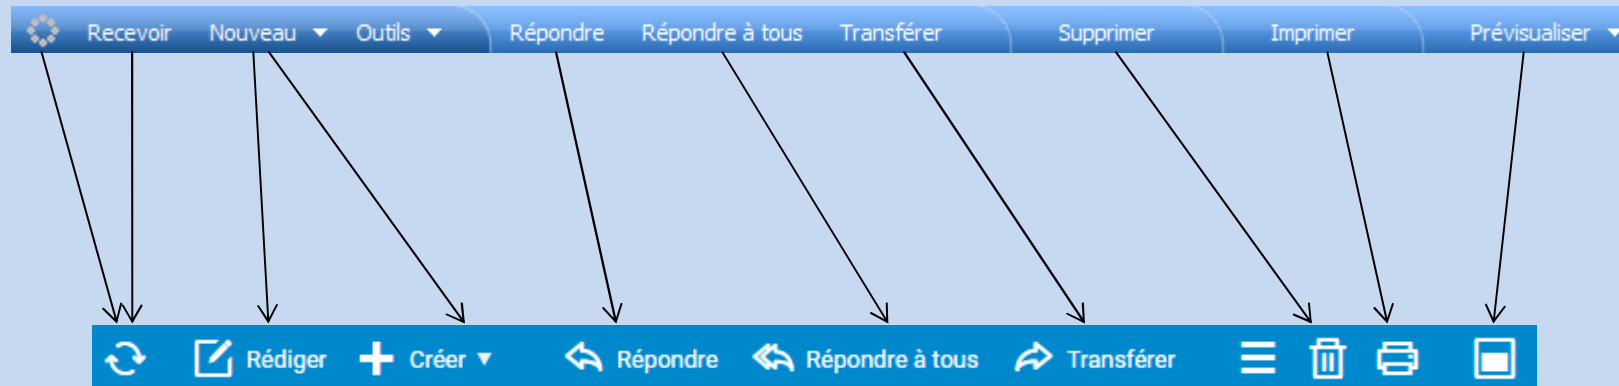 Recevoir Nouveau Outils Répondre Répondre à tous Transférer Supprimer Imprimer Prévisualiser
Rédiger Créer Répondre Répondre à tous Transférer